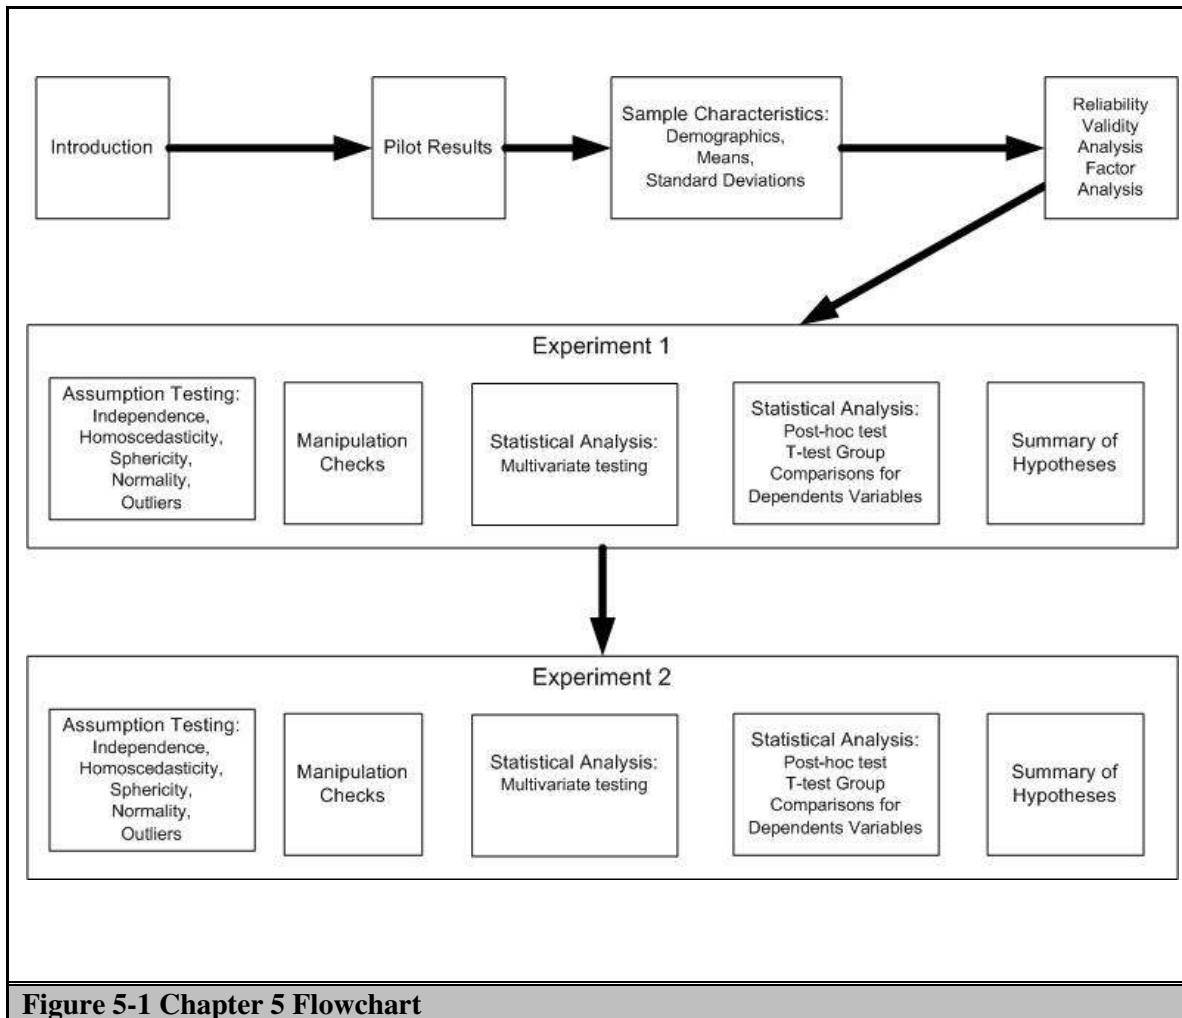 Introduction
Pilot Results
Sample Characteristics:
Demographics,
Means,
Standard Deviations
Reliability
Validity
Analysis
Factor
Analysis
Experiment 1
Assumption Testing:
Independence,
Homoscedasticity,
Sphericity,
Normality,
Outliers
Manipulation
Checks
Statistical Analysis:
Multivariate testing
Statistical Analysis:
Post-hoc test
T-test Group
Comparisons for
Dependents Variables
Summary of
Hypotheses
Experiment 2
Assumption Testing:
Independence,
Homoscedasticity,
Sphericity,
Normality,
Outliers
Manipulation
Checks
Statistical Analysis:
Multivariate testing
Statistical Analysis:
Post-hoc test
T-test Group
Comparisons for
Dependents Variables
Summary of
Hypotheses
Figure 5-1 Chapter 5 Flowchart